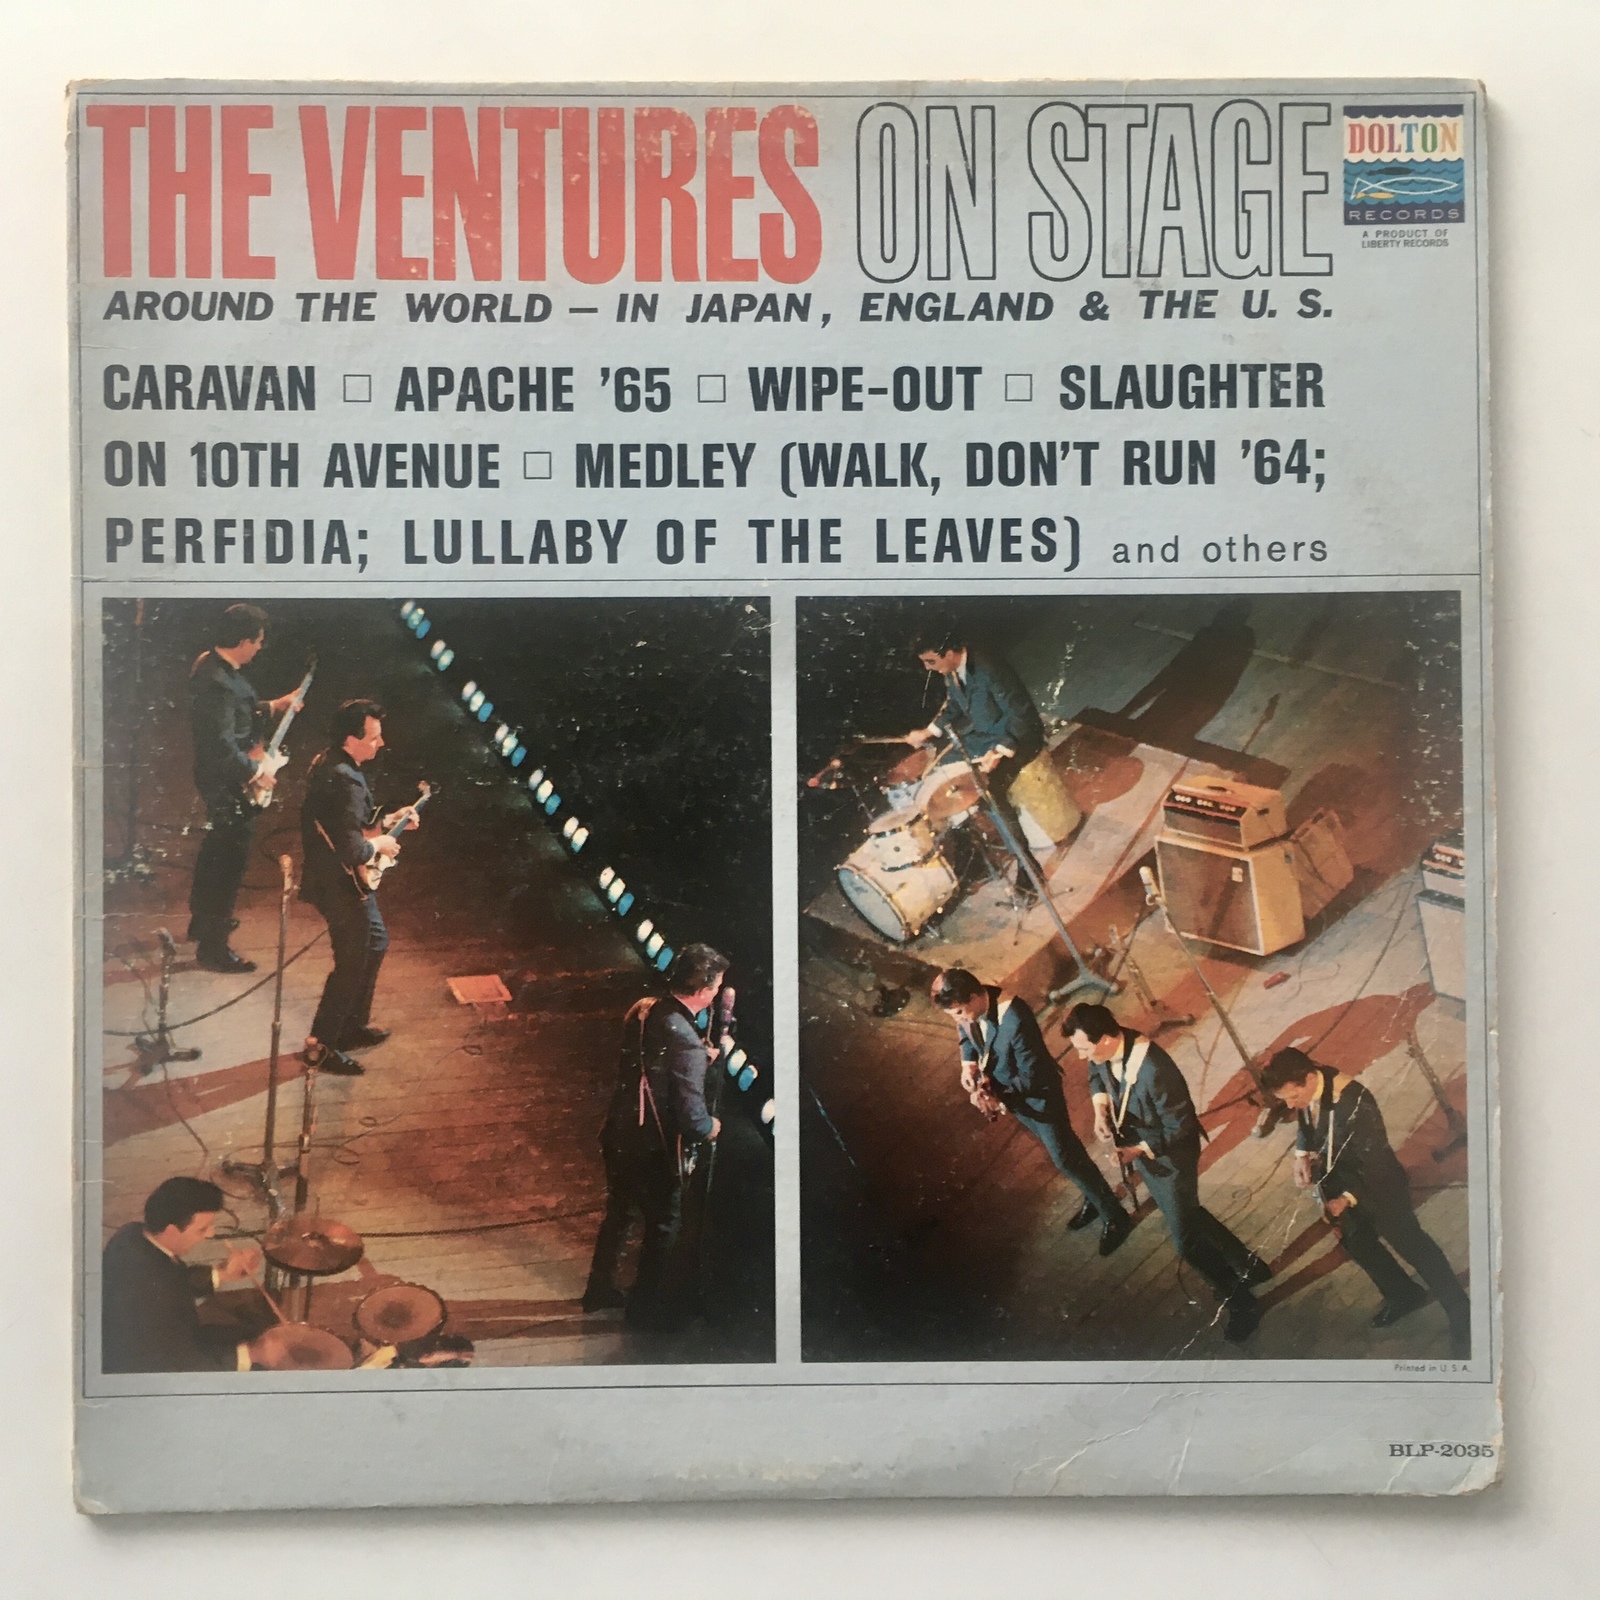 THE VENTURES ON STAGE
DOLTON
RECORDS
A PRODUCT OF
LIBERTY RECORDS
AROUND THE WORLD — IN JAPAN, ENGLAND & THE U. S.
CARAVAN □ APACHE '65 □ WIPE-OUT □ SLAUGHTER
ON 10TH AVENUE □ MEDLEY (WALK, DON'T RUN '64;
PERFIDIA; LULLABY OF THE LEAVES) and others
Printed in U. S. A.
BLP-2035